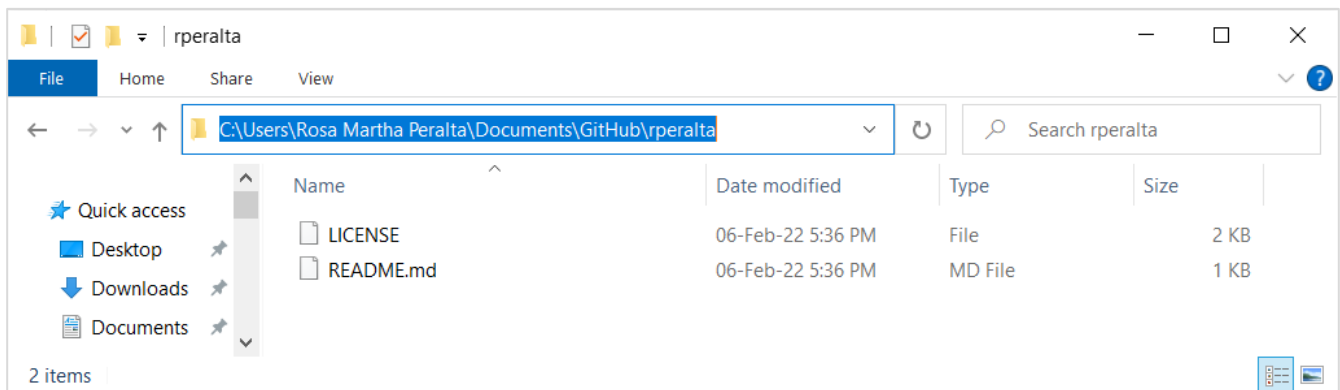 rperalta
File Home Share View ?
C:\Users\Rosa Martha Peralta\Documents\GitHub\rperalta Search rperalta
Name Date modified Type Size
Quick access
LICENSE 06-Feb-22 5:36 PM File 2 KB
Desktop
README.md 06-Feb-22 5:36 PM MD File 1 KB
Downloads
Documents
2 items